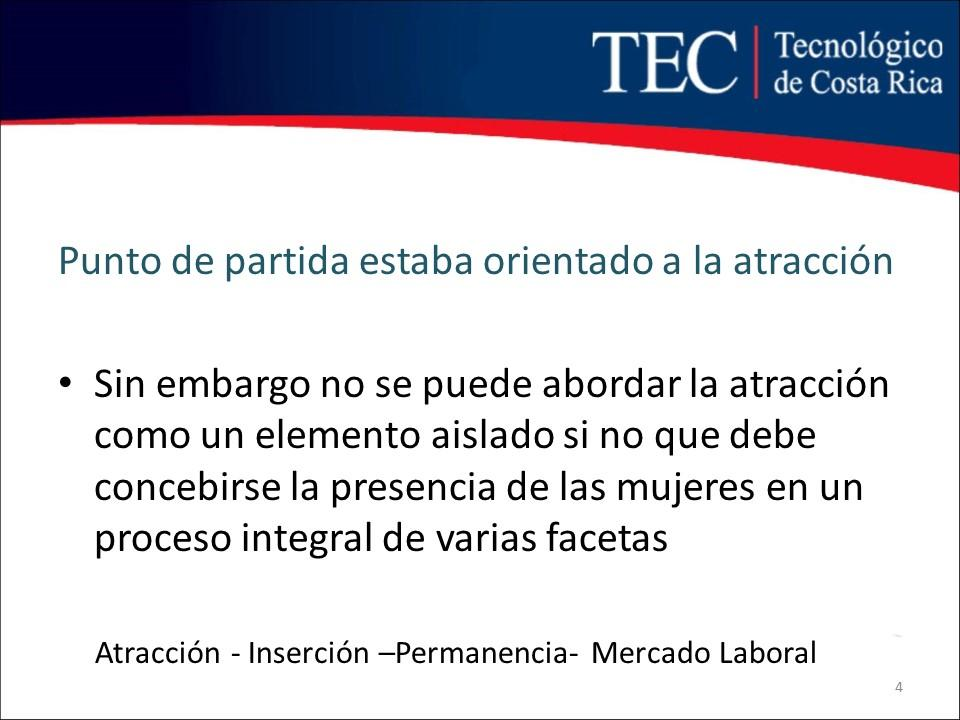 TEC
Tecnológico
de Costa Rica
Punto de partida estaba orientado a la atracción
• Sin embargo no se puede abordar la atracción
como un elemento aislado si no que debe
concebirse la presencia de las mujeres en un
proceso integral de varias facetas
Atracción - Inserción –Permanencia- Mercado Laboral
4